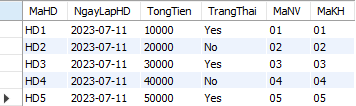 MaHD NgayLapHD TongTien TrangThai MaNV MaKH
HD1 2023-07-11 10000 Yes 01 01
HD2 2023-07-11 20000 No 02 02
HD3 2023-07-11 30000 Yes 03 03
HD4 2023-07-11 40000 No 04 04
HD5 2023-07-11 50000 Yes 05 05